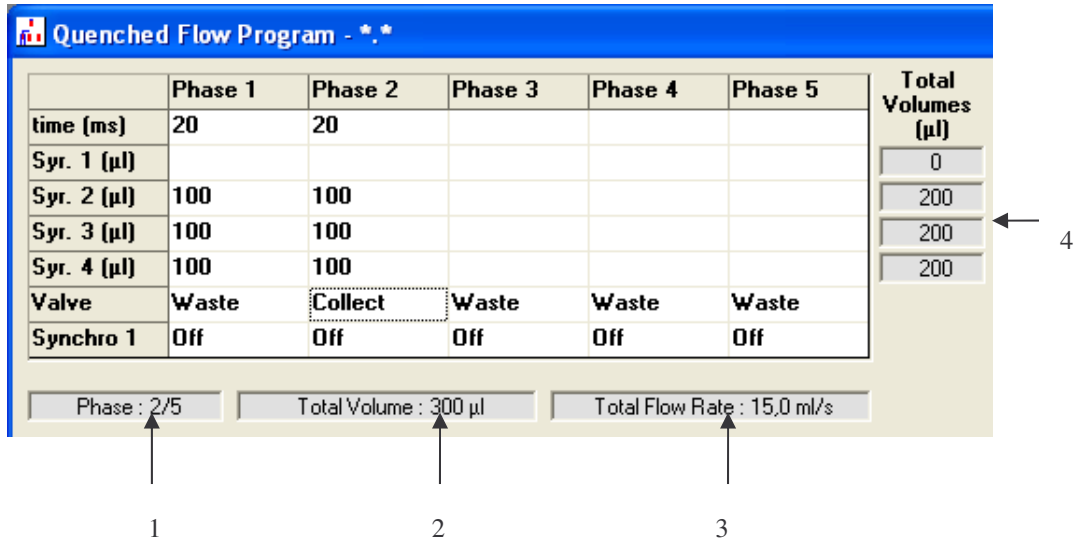 Quenched Flow Program - *.*
Phase 1 Phase 2 Phase 3 Phase 4 Phase 5
Total
Volumes
(µl)
time (ms) 20 20
Syr. 1 (µl) 0
Syr. 2 (µl) 100 100 200
Syr. 3 (µl) 100 100 200
4
Syr. 4 (µl) 100 100 200
Valve Waste Collect Waste Waste Waste
Synchro 1 Off Off Off Off Off
Phase : 2/5 Total Volume : 300 µl Total Flow Rate : 15,0 ml/s
1 2 3